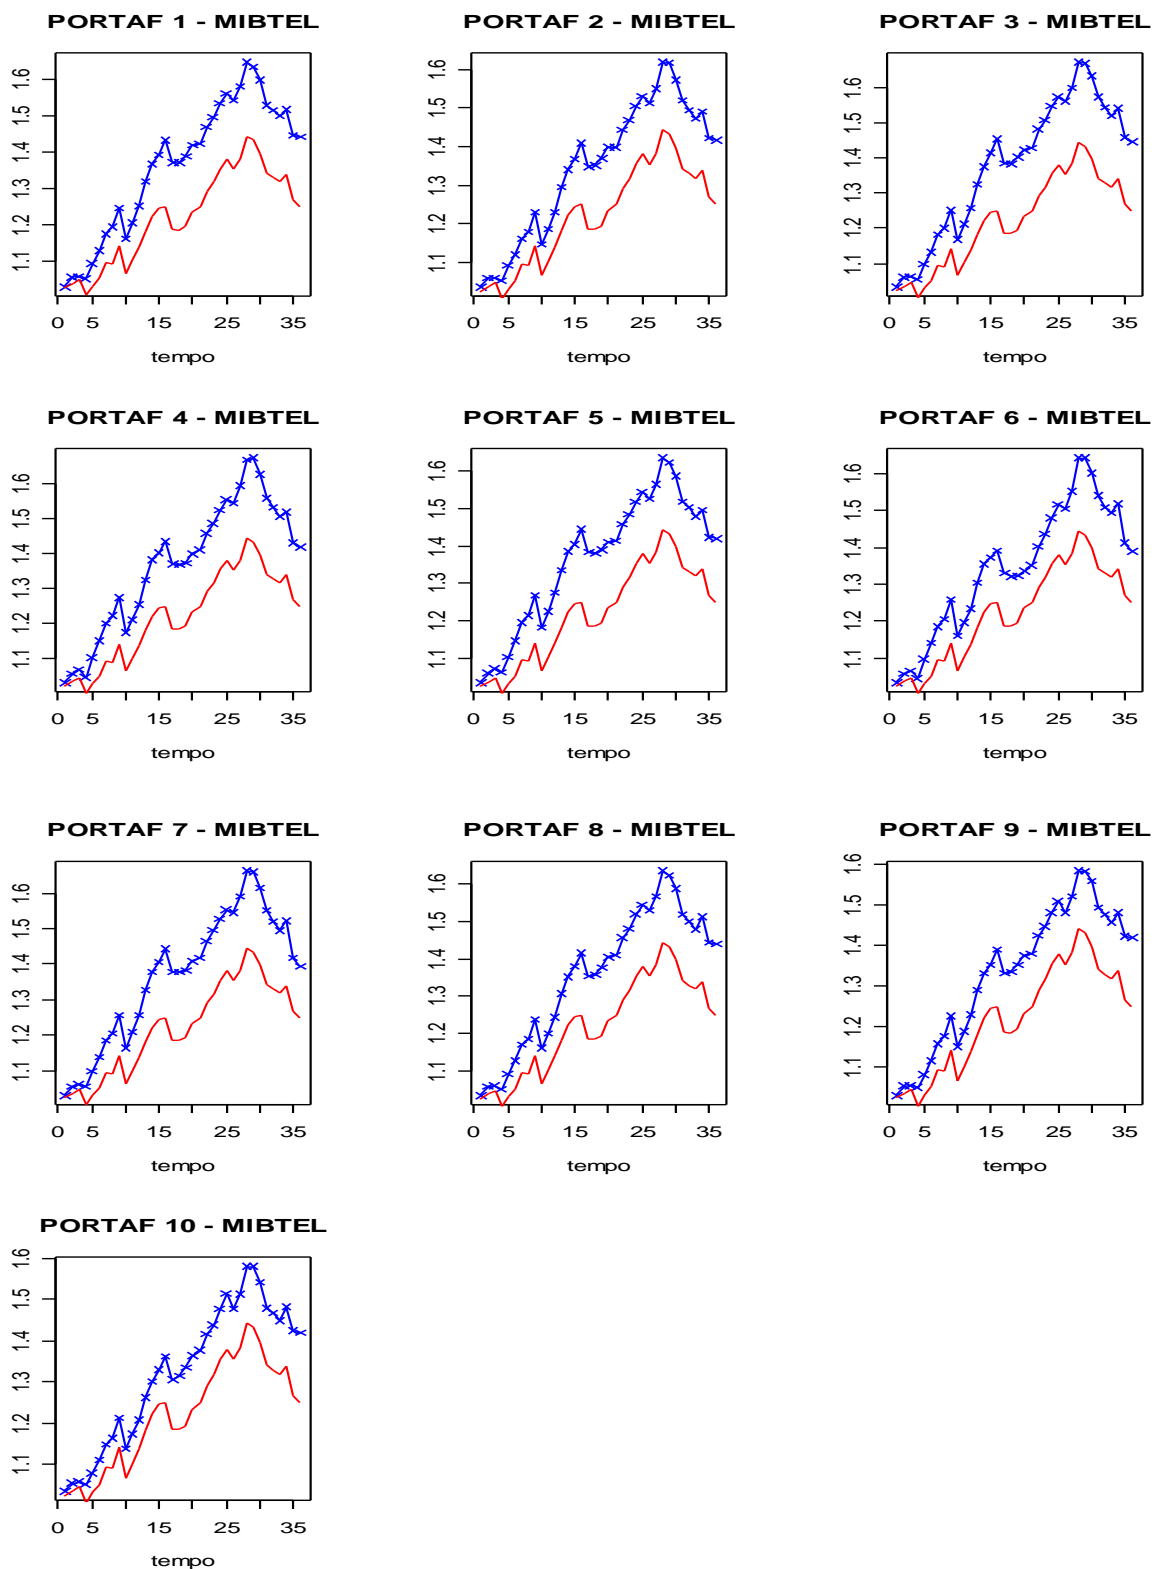 PORTAF 1 - MIBTEL
1.1 1.2 1.3 1.4 1.5 1.6
0 5 15 25 35
tempo
PORTAF 2 - MIBTEL
1.1 1.2 1.3 1.4 1.5 1.6
0 5 15 25 35
tempo
PORTAF 3 - MIBTEL
1.1 1.2 1.3 1.4 1.5 1.6
0 5 15 25 35
tempo
PORTAF 4 - MIBTEL
1.1 1.2 1.3 1.4 1.5 1.6
0 5 15 25 35
tempo
PORTAF 5 - MIBTEL
1.1 1.2 1.3 1.4 1.5 1.6
0 5 15 25 35
tempo
PORTAF 6 - MIBTEL
1.1 1.2 1.3 1.4 1.5 1.6
0 5 15 25 35
tempo
PORTAF 7 - MIBTEL
1.1 1.2 1.3 1.4 1.5 1.6
0 5 15 25 35
tempo
PORTAF 8 - MIBTEL
1.1 1.2 1.3 1.4 1.5 1.6
0 5 15 25 35
tempo
PORTAF 9 - MIBTEL
1.1 1.2 1.3 1.4 1.5 1.6
0 5 15 25 35
tempo
PORTAF 10 - MIBTEL
1.1 1.2 1.3 1.4 1.5 1.6
0 5 15 25 35
tempo